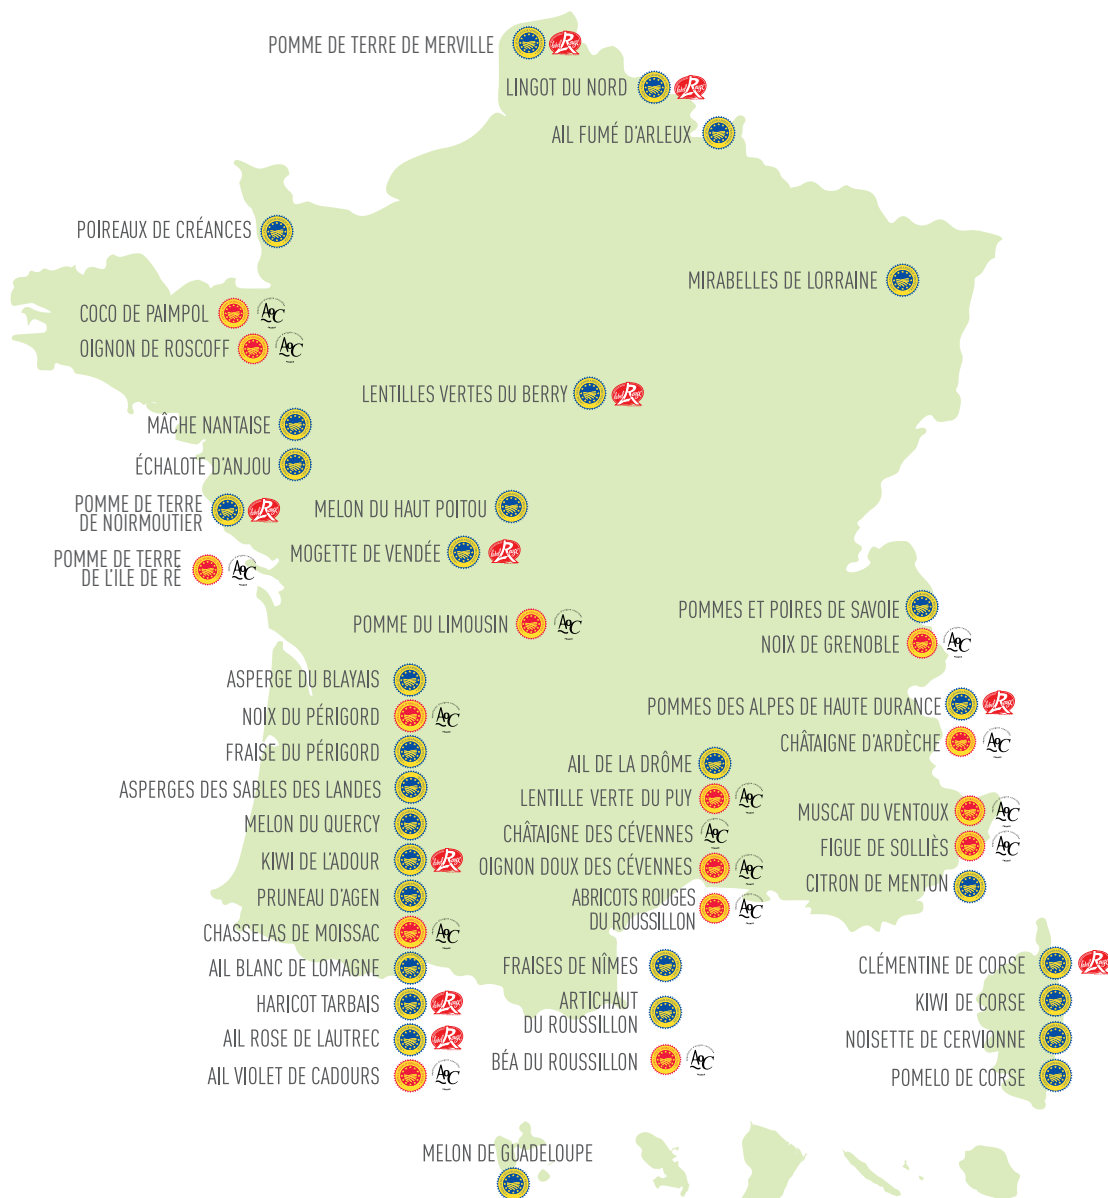 POMME DE TERRE DE MERVILLE
LINGOT DU NORD
AIL FUMÉ D'ARLEUX
POIREAUX DE CRÉANCES
MIRABELLES DE LORRAINE
COCO DE PAIMPOL
OIGNON DE ROSCOFF
LENTILLES VERTES DU BERRY
MÂCHE NANTAISE
ÉCHALOTE D'ANJOU
POMME DE TERRE
DE NOIRMOUTIER
MELON DU HAUT POITOU
MOGETTE DE VENDÉE
POMME DE TERRE
DE L'ILE DE RÉ
POMME DU LIMOUSIN
POMMES ET POIRES DE SAVOIE
NOIX DE GRENOBLE
ASPERGE DU BLAYAIS
NOIX DU PÉRIGORD
FRAISE DU PÉRIGORD
ASPERGES DES SABLES DES LANDES
MELON DU QUERCY
KIWI DE L'ADOUR
PRUNEAU D'AGEN
CHASSELAS DE MOISSAC
AIL BLANC DE LOMAGNE
HARICOT TARBAIS
AIL ROSE DE LAUTREC
AIL VIOLET DE CADOURS
POMMES DES ALPES DE HAUTE DURANCE
CHÂTAIGNE D'ARDÈCHE
AIL DE LA DRÔME
LENTILLE VERTE DU PUY
CHÂTAIGNE DES CÉVENNES
OIGNON DOUX DES CÉVENNES
ABRICOTS ROUGES
DU ROUSSILLON
MUSCAT DU VENTOUX
FIGUE DE SOLLIÈS
CITRON DE MENTON
FRAISES DE NÎMES
ARTICHAUT
DU ROUSSILLON
BÉA DU ROUSSILLON
CLÉMENTINE DE CORSE
KIWI DE CORSE
NOISETTE DE CERVIONNE
POMELO DE CORSE
MELON DE GUADELOUPE